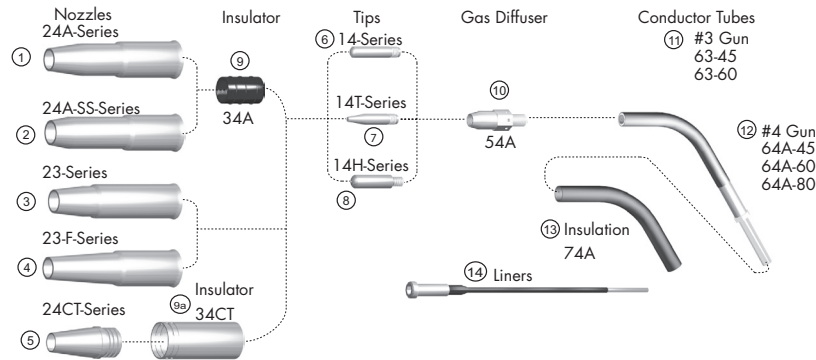 Nozzles
24A-Series
1
24A-SS-Series
2
23-Series
3
23-F-Series
4
24CT-Series
5
Insulator
9
34A
9a
Insulator
34CT
Tips
6
14-Series
14T-Series
7
14H-Series
8
Gas Diffuser
10
54A
Conductor Tubes
11 #3 Gun
63-45
63-60
12 #4 Gun
64A-45
64A-60
64A-80
13 Insulation
74A
14 Liners